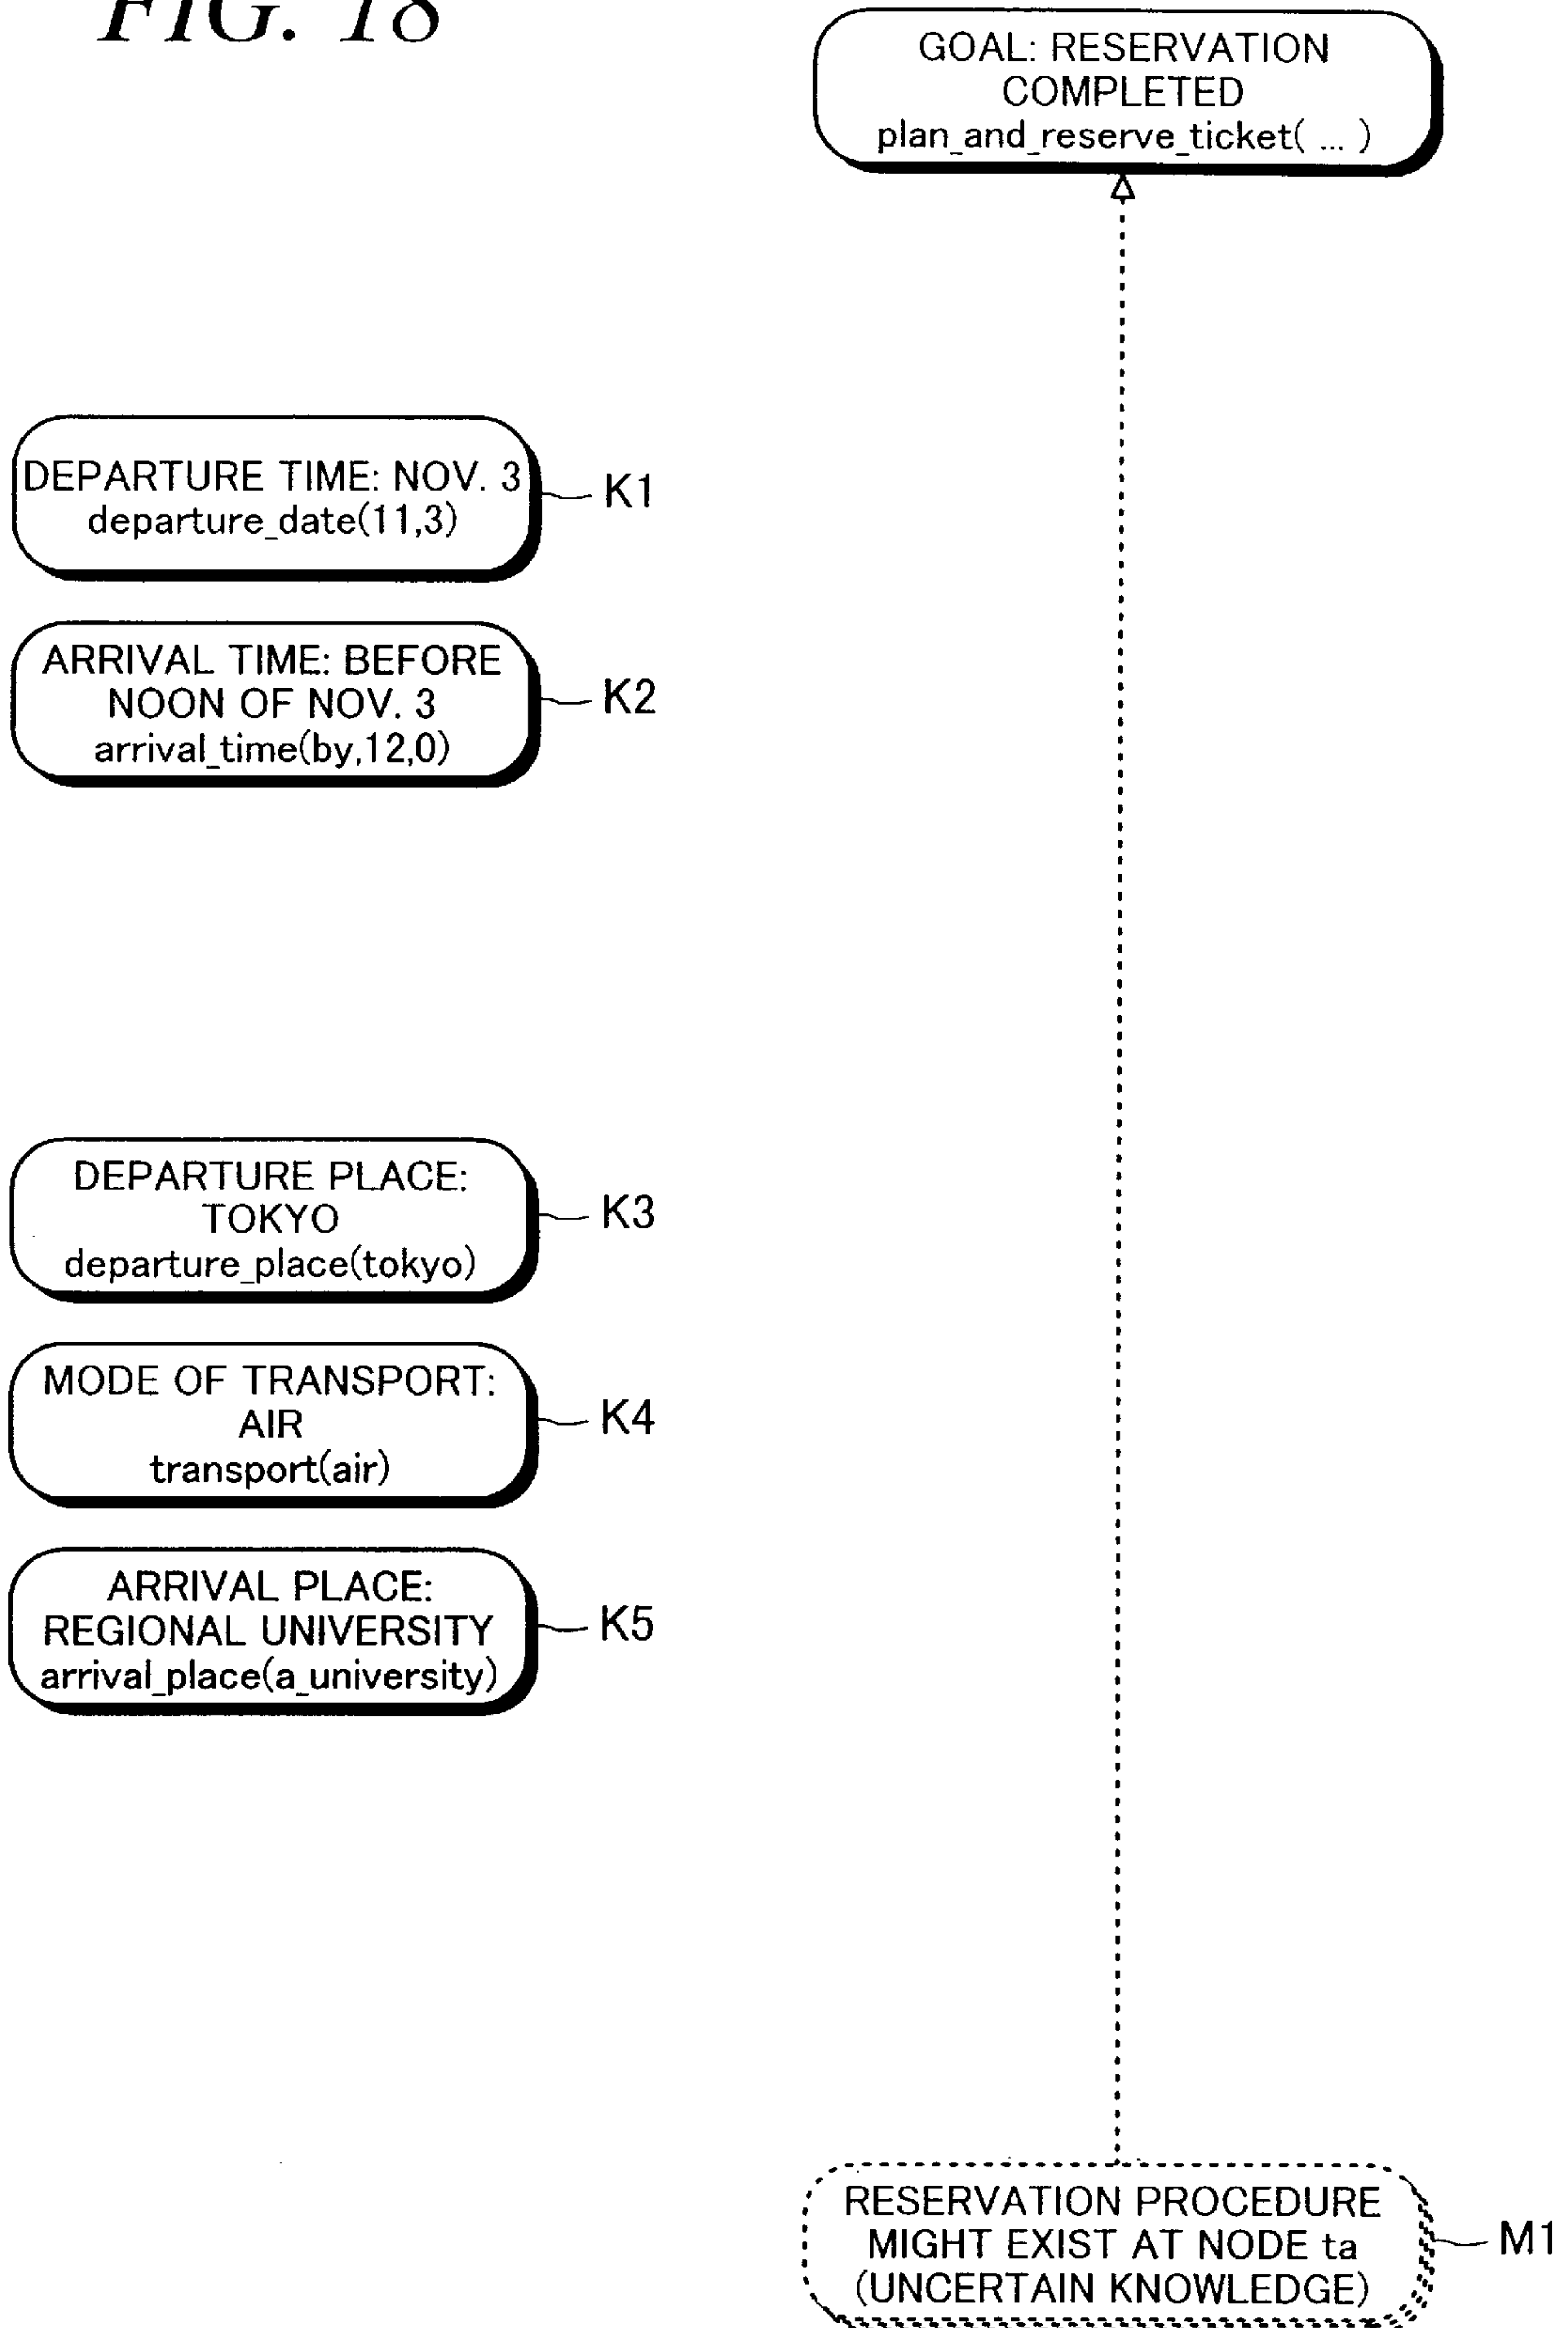 FIG. 18
GOAL: RESERVATION
COMPLETED
plan_and_reserve_ticket( ... )
DEPARTURE TIME: NOV. 3
departure_date(11,3)
K1
ARRIVAL TIME: BEFORE
NOON OF NOV. 3
arrival_time(by,12,0)
K2
DEPARTURE PLACE:
TOKYO
departure_place(tokyo)
K3
MODE OF TRANSPORT:
AIR
transport(air)
K4
ARRIVAL PLACE:
REGIONAL UNIVERSITY
arrival_place(a_university)
K5
RESERVATION PROCEDURE
MIGHT EXIST AT NODE ta
(UNCERTAIN KNOWLEDGE)
M1